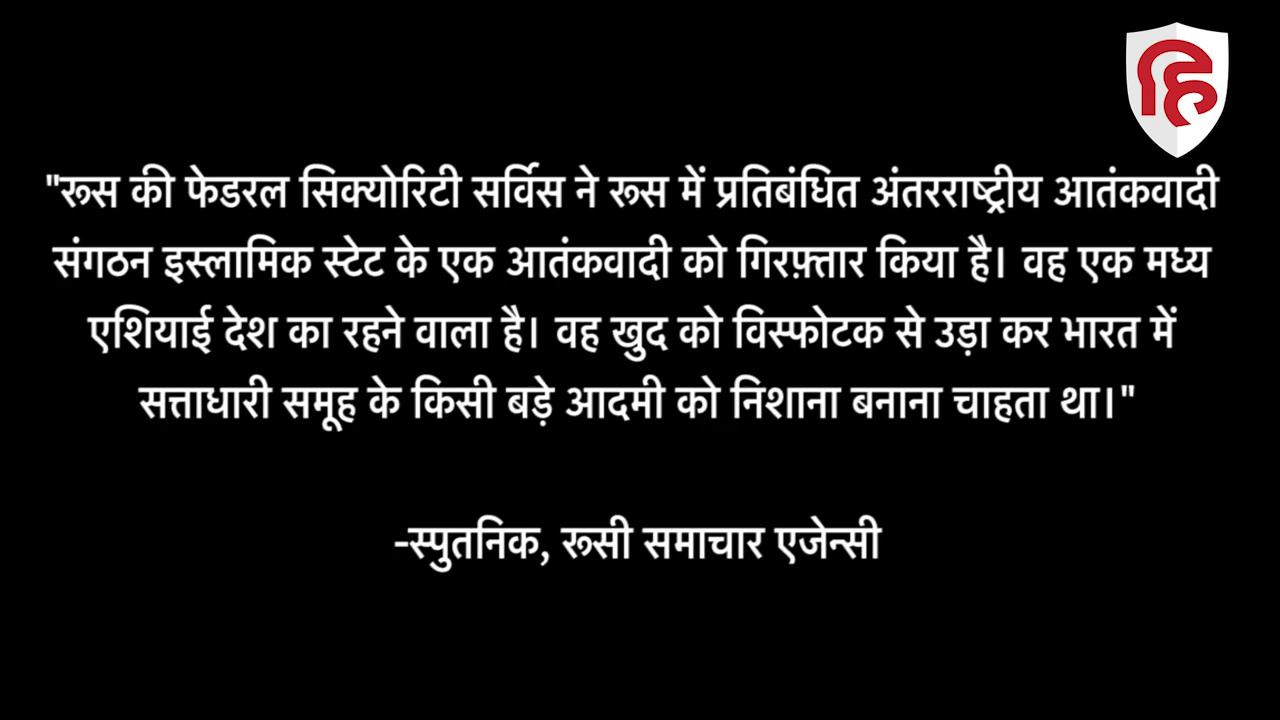 हि
"रूस की फेडरल सिक्योरिटी सर्विस ने रूस में प्रतिबंधित अंतरराष्ट्रीय आतंकवादी
संगठन इस्लामिक स्टेट के एक आतंकवादी को गिरफ़्तार किया है। वह एक मध्य
एशियाई देश का रहने वाला है। वह खुद को विस्फोटक से उड़ा कर भारत में
सत्ताधारी समूह के किसी बड़े आदमी को निशाना बनाना चाहता था।"
-स्पुतनिक, रूसी समाचार एजेन्सी